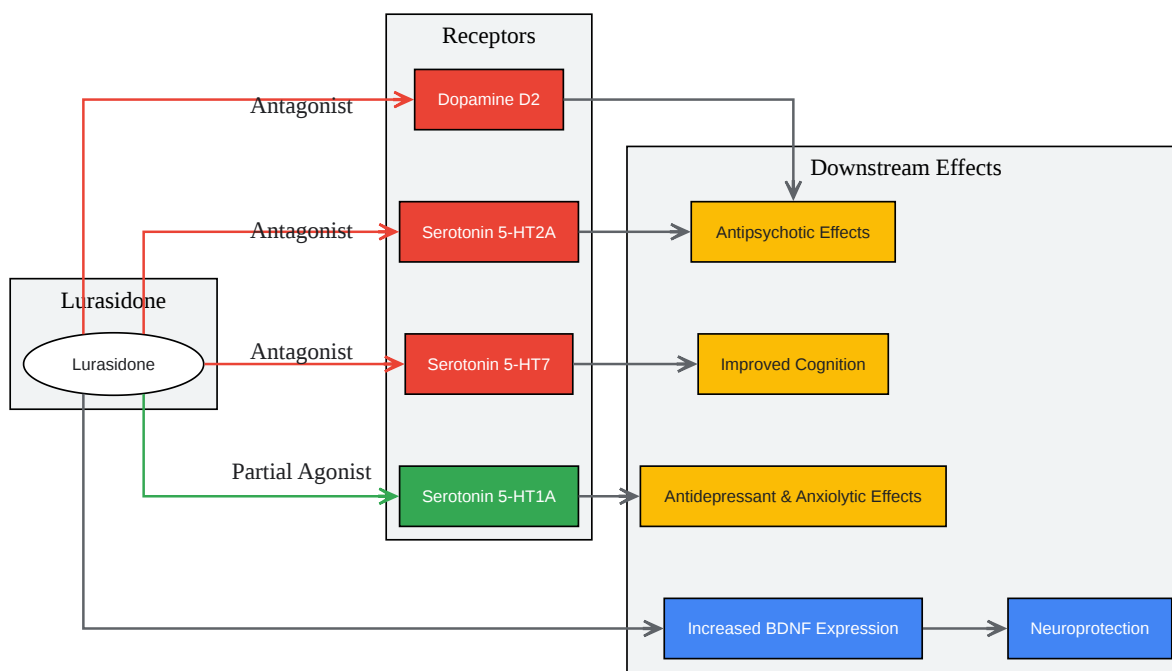 Receptors
Antagonist
Dopamine D2
Downstream Effects
Antagonist
Serotonin 5-HT2A
Antipsychotic Effects
Lurasidone
Lurasidone
Antagonist
Serotonin 5-HT7
Improved Cognition
Partial Agonist
Serotonin 5-HT1A
Antidepressant & Anxiolytic Effects
Increased BDNF Expression
Neuroprotection